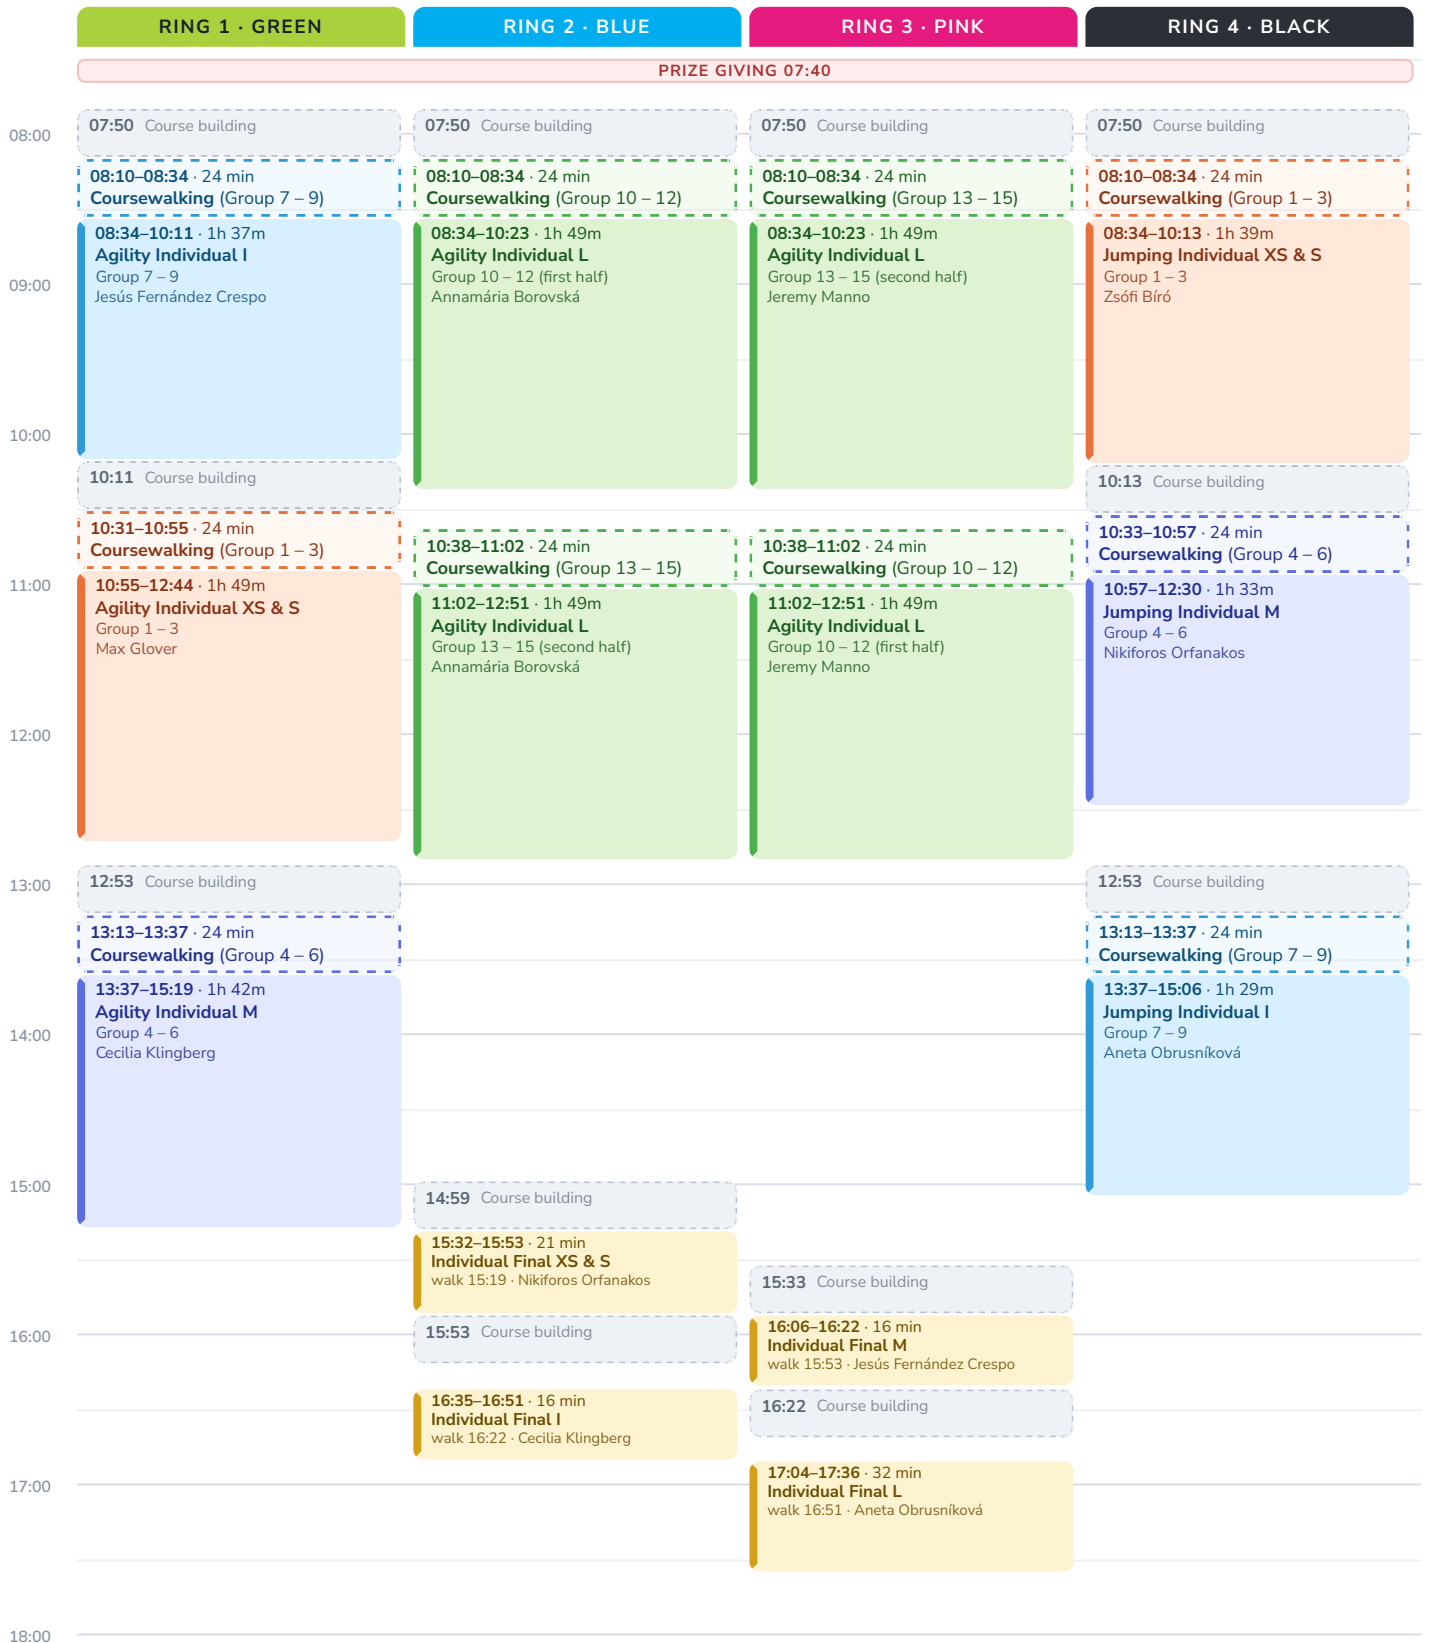 RING 1 · GREEN
RING 2 · BLUE
RING 3 · PINK
RING 4 · BLACK
PRIZE GIVING 07:40
08:00
09:00
10:00
11:00
12:00
13:00
14:00
15:00
16:00
17:00
18:00
07:50 Course building
08:10–08:34 · 24 min
Coursewalking (Group 7 – 9)
08:34–10:11 · 1h 37m
Agility Individual I
Group 7 – 9
Jesús Fernández Crespo
10:11 Course building
10:31–10:55 · 24 min
Coursewalking (Group 1 – 3)
10:55–12:44 · 1h 49m
Agility Individual XS & S
Group 1 – 3
Max Glover
12:53 Course building
13:13–13:37 · 24 min
Coursewalking (Group 4 – 6)
13:37–15:19 · 1h 42m
Agility Individual M
Group 4 – 6
Cecilia Klingberg
07:50 Course building
08:10–08:34 · 24 min
Coursewalking (Group 10 – 12)
08:34–10:23 · 1h 49m
Agility Individual L
Group 10 – 12 (first half)
Annamária Borovská
10:38–11:02 · 24 min
Coursewalking (Group 13 – 15)
11:02–12:51 · 1h 49m
Agility Individual L
Group 13 – 15 (second half)
Annamária Borovská
14:59 Course building
15:32–15:53 · 21 min
Individual Final XS & S
walk 15:19 · Nikiforos Orfanakos
15:53 Course building
16:35–16:51 · 16 min
Individual Final I
walk 16:22 · Cecilia Klingberg
07:50 Course building
08:10–08:34 · 24 min
Coursewalking (Group 13 – 15)
08:34–10:23 · 1h 49m
Agility Individual L
Group 13 – 15 (second half)
Jeremy Manno
10:38–11:02 · 24 min
Coursewalking (Group 10 – 12)
11:02–12:51 · 1h 49m
Agility Individual L
Group 10 – 12 (first half)
Jeremy Manno
15:33 Course building
16:06–16:22 · 16 min
Individual Final M
walk 15:53 · Jesús Fernández Crespo
16:22 Course building
17:04–17:36 · 32 min
Individual Final L
walk 16:51 · Aneta Obrusníková
07:50 Course building
08:10–08:34 · 24 min
Coursewalking (Group 1 – 3)
08:34–10:13 · 1h 39m
Jumping Individual XS & S
Group 1 – 3
Zsófi Bíró
10:13 Course building
10:33–10:57 · 24 min
Coursewalking (Group 4 – 6)
10:57–12:30 · 1h 33m
Jumping Individual M
Group 4 – 6
Nikiforos Orfanakos
12:53 Course building
13:13–13:37 · 24 min
Coursewalking (Group 7 – 9)
13:37–15:06 · 1h 29m
Jumping Individual I
Group 7 – 9
Aneta Obrusníková